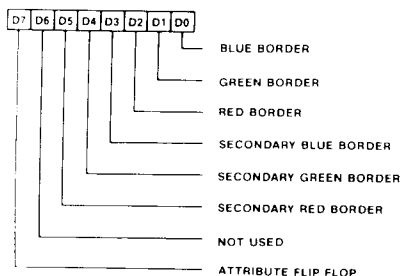 D7 D6 D5 D4 D3 D2 D1 D0
BLUE BORDER
GREEN BORDER
RED BORDER
SECONDARY BLUE BORDER
SECONDARY GREEN BORDER
SECONDARY RED BORDER
NOT USED
ATTRIBUTE FLIP FLOP